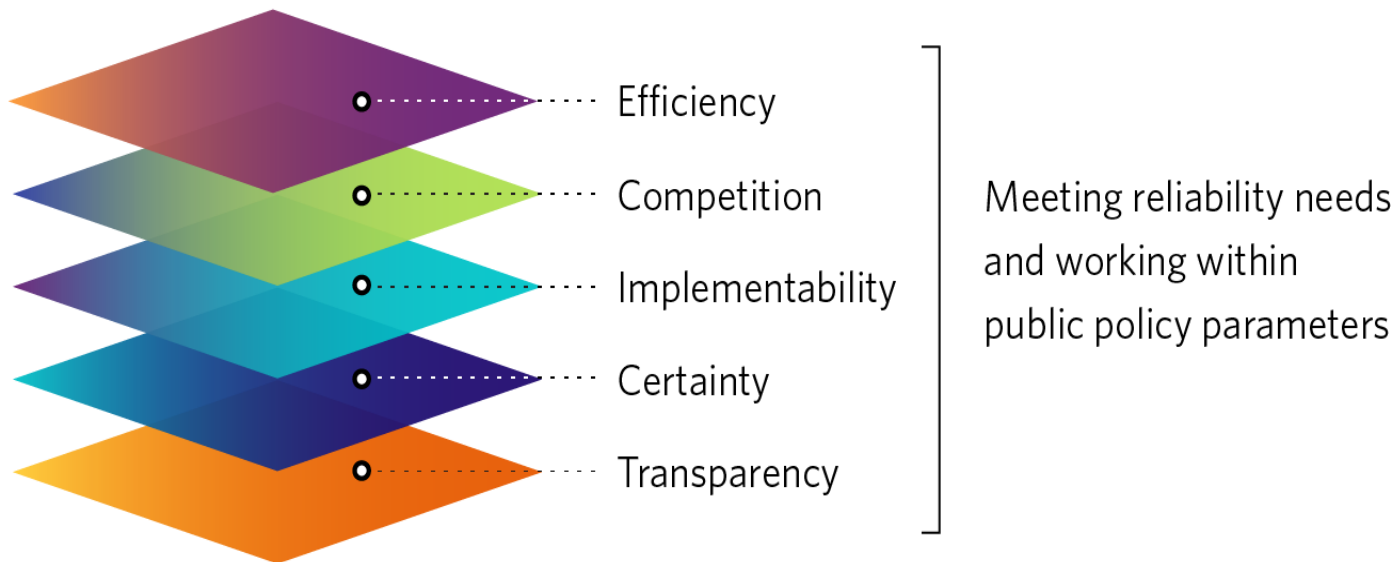 Efficiency
Competition
Implementability
Certainty
Transparency
Meeting reliability needs
and working within
public policy parameters